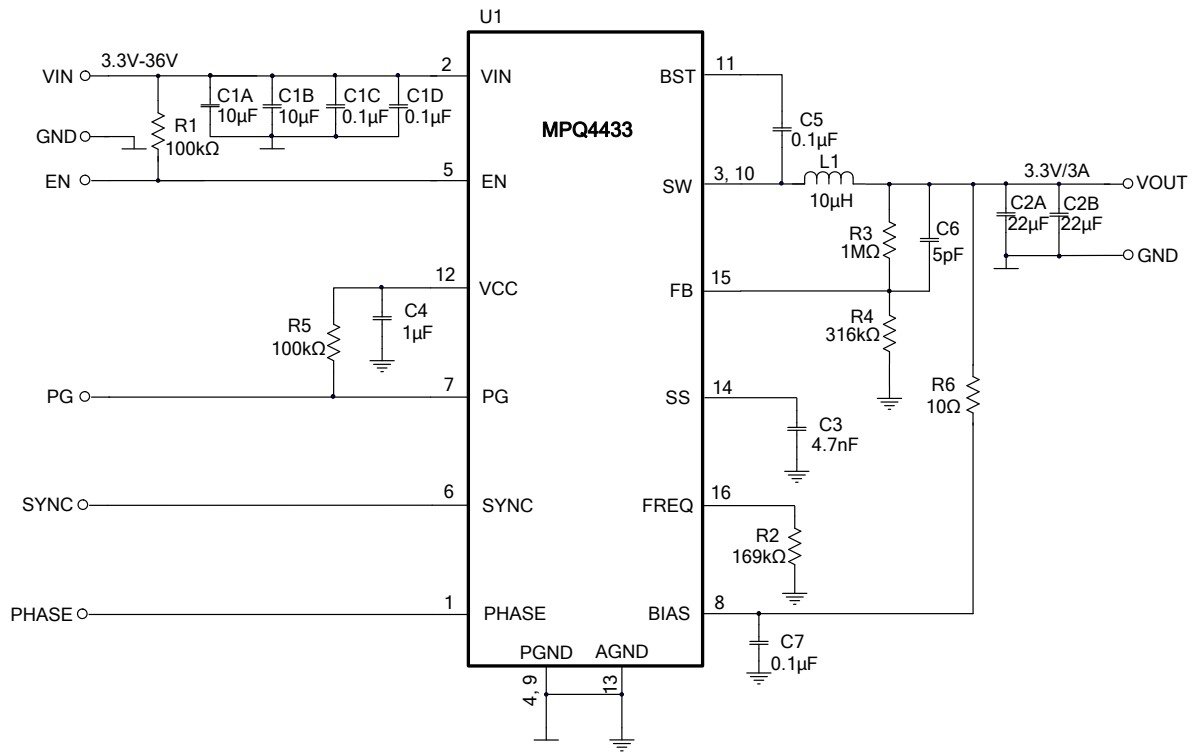 U1
MPQ4433
VIN
3.3V-36V
2
VIN
C1A
10µF
C1B
10µF
C1C
0.1µF
C1D
0.1µF
GND
R1
100kΩ
EN
5
EN
12
VCC
R5
100kΩ
C4
1µF
PG
7
PG
SYNC
6
SYNC
PHASE
1
PHASE
PGND
AGND
4, 9
13
BST
11
C5
0.1µF
SW
3, 10
L1
10µH
3.3V/3A
VOUT
C2A
22µF
C2B
22µF
GND
R3
1MΩ
C6
5pF
FB
15
R4
316kΩ
SS
14
C3
4.7nF
R6
10Ω
FREQ
16
R2
169kΩ
BIAS
8
C7
0.1µF